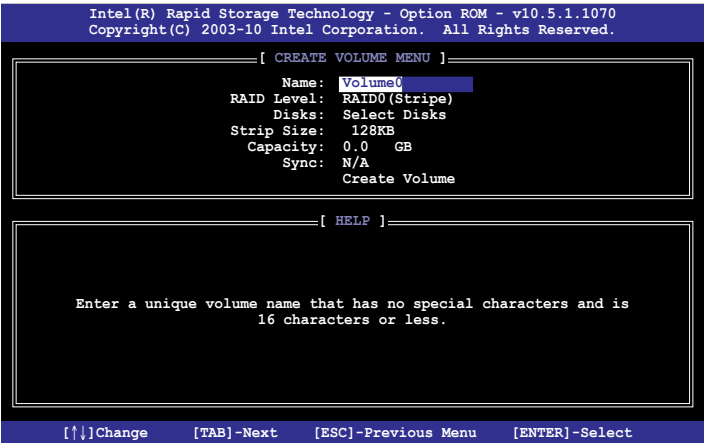 Intel(R) Rapid Storage Technology - Option ROM - v10.5.1.1070
Copyright(C) 2003-10 Intel Corporation.  All Rights Reserved.
[ CREATE VOLUME MENU ]
Name: Volume0
RAID Level: RAID0(Stripe)
Disks: Select Disks
Strip Size: 128KB
Capacity: 0.0 GB
Sync: N/A
Create Volume
[ HELP ]
Enter a unique volume name that has no special characters and is
16 characters or less.
[↑↓]Change [TAB]-Next [ESC]-Previous Menu [ENTER]-Select